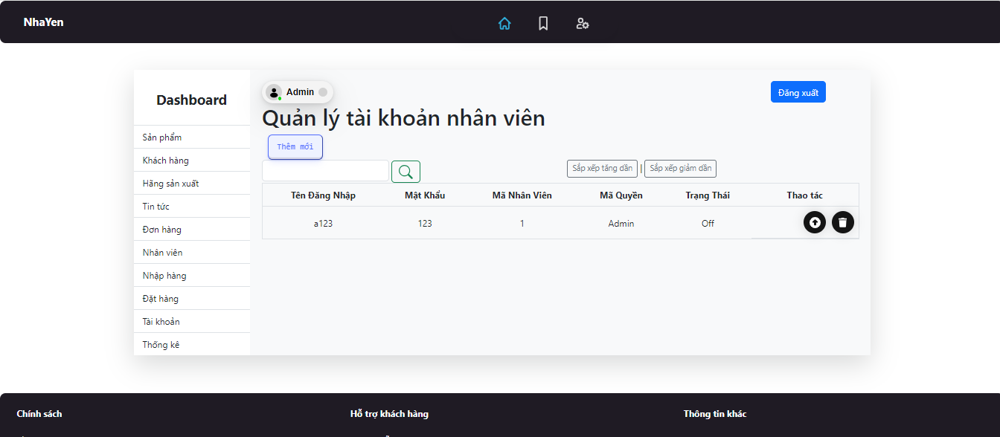 NhaYen
Dashboard
Sản phẩm
Khách hàng
Hãng sản xuất
Tin tức
Đơn hàng
Nhân viên
Nhập hàng
Đặt hàng
Tài khoản
Thống kê
Admin
Đăng xuất
Quản lý tài khoản nhân viên
Thêm mới
Sắp xếp tăng dần | Sắp xếp giảm dần
Tên Đăng Nhập Mật Khẩu Mã Nhân Viên Mã Quyền Trạng Thái Thao tác
a123 123 1 Admin Off
Chính sách Hỗ trợ khách hàng Thông tin khác